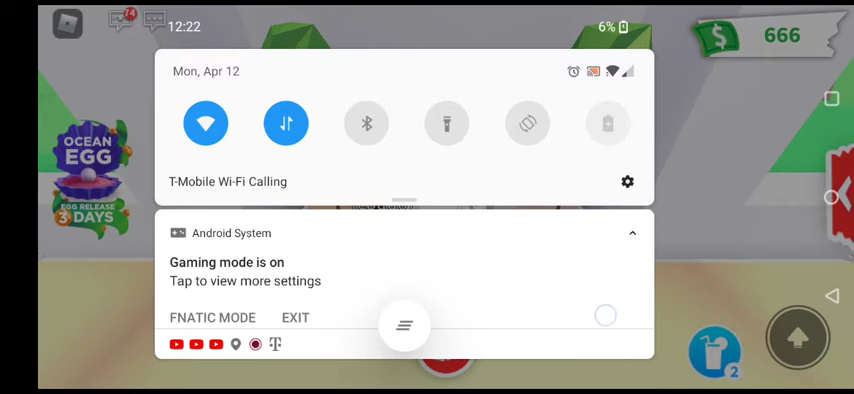 74
12:22
6%
666
Mon, Apr 12
T-Mobile Wi-Fi Calling
OCEAN
EGG
EGG RELEASE
3 DAYS
Android System
Gaming mode is on
Tap to view more settings
FNATIC MODE EXIT
T
2